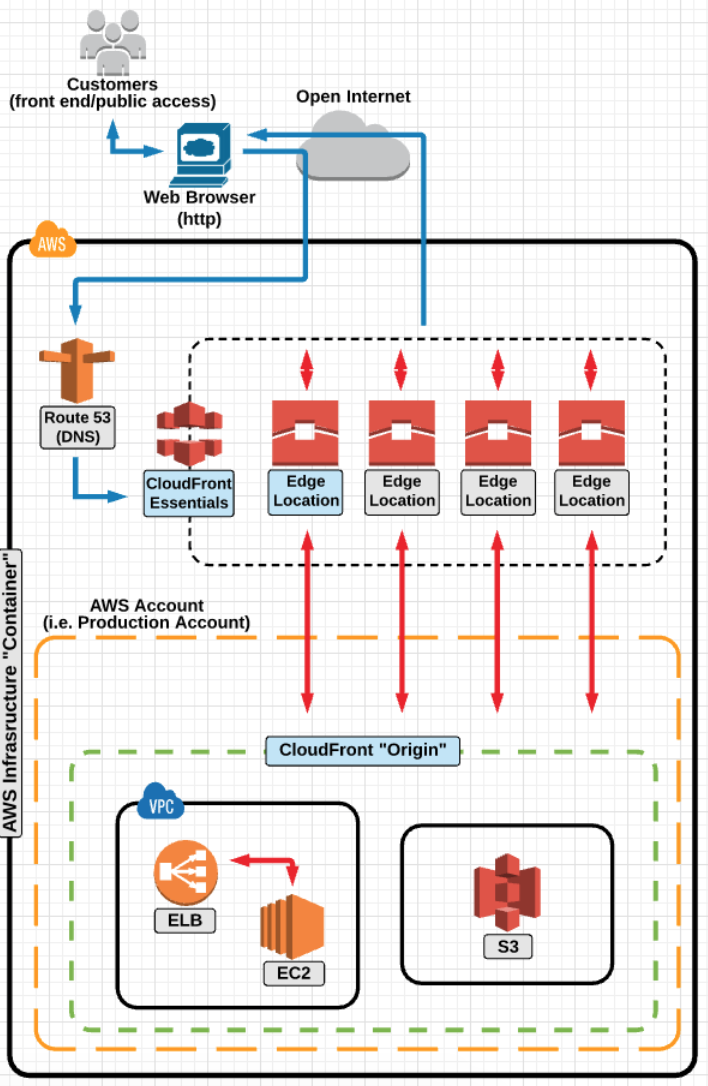 Customers
(front end/public access)
Open Internet
Web Browser
(http)
AWS
Route 53
(DNS)
CloudFront
Essentials
Edge
Location
Edge
Location
Edge
Location
Edge
Location
AWS Infrasructure "Container"
AWS Account
(i.e. Production Account)
CloudFront "Origin"
VPC
ELB
EC2
S3